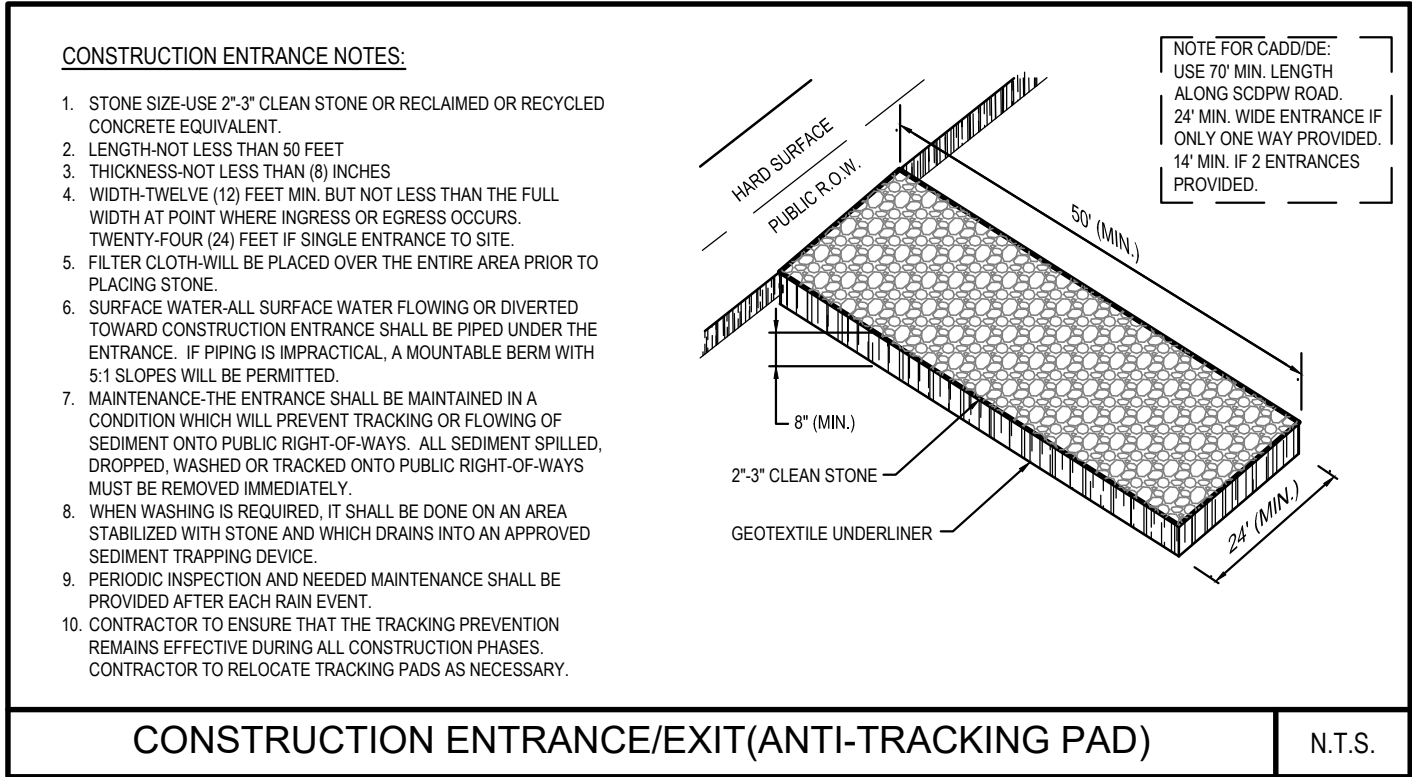 CONSTRUCTION ENTRANCE NOTES:
1. STONE SIZE-USE 2"-3" CLEAN STONE OR RECLAIMED OR RECYCLED
CONCRETE EQUIVALENT.
2. LENGTH-NOT LESS THAN 50 FEET
3. THICKNESS-NOT LESS THAN (8) INCHES
4. WIDTH-TWELVE (12) FEET MIN. BUT NOT LESS THAN THE FULL
WIDTH AT POINT WHERE INGRESS OR EGRESS OCCURS.
TWENTY-FOUR (24) FEET IF SINGLE ENTRANCE TO SITE.
5. FILTER CLOTH-WILL BE PLACED OVER THE ENTIRE AREA PRIOR TO
PLACING STONE.
6. SURFACE WATER-ALL SURFACE WATER FLOWING OR DIVERTED
TOWARD CONSTRUCTION ENTRANCE SHALL BE PIPED UNDER THE
ENTRANCE. IF PIPING IS IMPRACTICAL, A MOUNTABLE BERM WITH
5:1 SLOPES WILL BE PERMITTED.
7. MAINTENANCE-THE ENTRANCE SHALL BE MAINTAINED IN A
CONDITION WHICH WILL PREVENT TRACKING OR FLOWING OF
SEDIMENT ONTO PUBLIC RIGHT-OF-WAYS. ALL SEDIMENT SPILLED,
DROPPED, WASHED OR TRACKED ONTO PUBLIC RIGHT-OF-WAYS
MUST BE REMOVED IMMEDIATELY.
8. WHEN WASHING IS REQUIRED, IT SHALL BE DONE ON AN AREA
STABILIZED WITH STONE AND WHICH DRAINS INTO AN APPROVED
SEDIMENT TRAPPING DEVICE.
9. PERIODIC INSPECTION AND NEEDED MAINTENANCE SHALL BE
PROVIDED AFTER EACH RAIN EVENT.
10. CONTRACTOR TO ENSURE THAT THE TRACKING PREVENTION
REMAINS EFFECTIVE DURING ALL CONSTRUCTION PHASES.
CONTRACTOR TO RELOCATE TRACKING PADS AS NECESSARY.
HARD SURFACE
PUBLIC R.O.W.
50' (MIN.)
8" (MIN.)
2"-3" CLEAN STONE
GEOTEXTILE UNDERLINER
24' (MIN.)
NOTE FOR CADD/DE:
USE 70' MIN. LENGTH
ALONG SCDPW ROAD.
24' MIN. WIDE ENTRANCE IF
ONLY ONE WAY PROVIDED.
14' MIN. IF 2 ENTRANCES
PROVIDED.
CONSTRUCTION ENTRANCE/EXIT(ANTI-TRACKING PAD)
N.T.S.